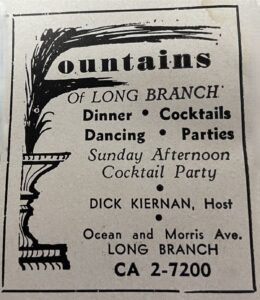 Fountains
Of LONG BRANCH
Dinner • Cocktails
Dancing • Parties
Sunday Afternoon
Cocktail Party
•
DICK KIERNAN, Host
•
Ocean and Morris Ave.
LONG BRANCH
CA 2-7200